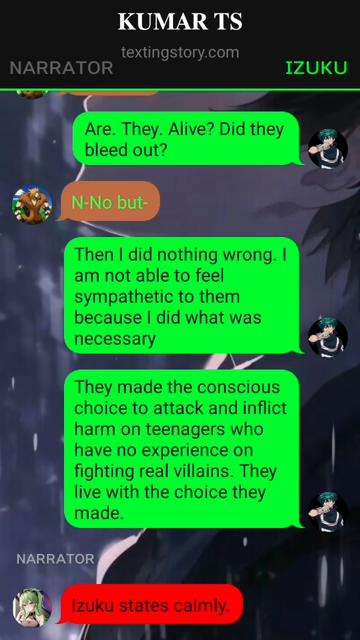 KUMAR TS
textingstory.com
NARRATOR
IZUKU
Are. They. Alive? Did they
bleed out?
N-No but-
Then I did nothing wrong. I
am not able to feel
sympathetic to them
because I did what was
necessary
They made the conscious
choice to attack and inflict
harm on teenagers who
have no experience on
fighting real villains. They
live with the choice they
made.
NARRATOR
Izuku states calmly.